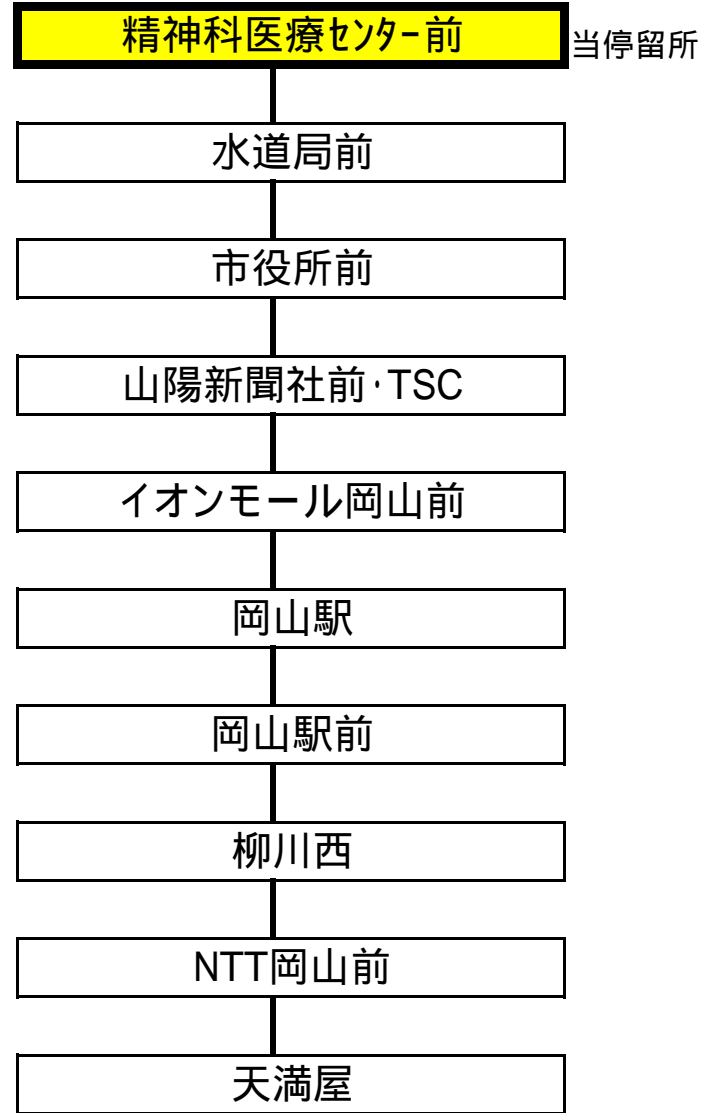 精神科医療ｾﾝﾀｰ前
当停留所
水道局前
市役所前
山陽新聞社前･TSC
イオンモール岡山前
岡山駅
岡山駅前
柳川西
NTT岡山前
天満屋